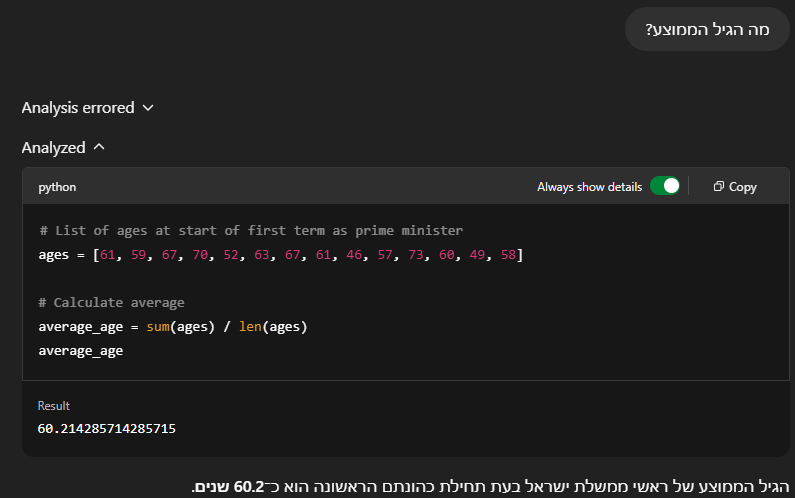 מה הגיל הממוצע?
Analysis errored
Analyzed
python
Always show details
Copy
# List of ages at start of first term as prime minister
ages = [61, 59, 67, 70, 52, 63, 67, 61, 46, 57, 73, 60, 49, 58]
# Calculate average
average_age = sum(ages) / len(ages)
average_age
Result
60.214285714285715
הגיל הממוצע של ראשי ממשלת ישראל בעת תחילת כהונתם הראשונה הוא כ־60.2 שנים.